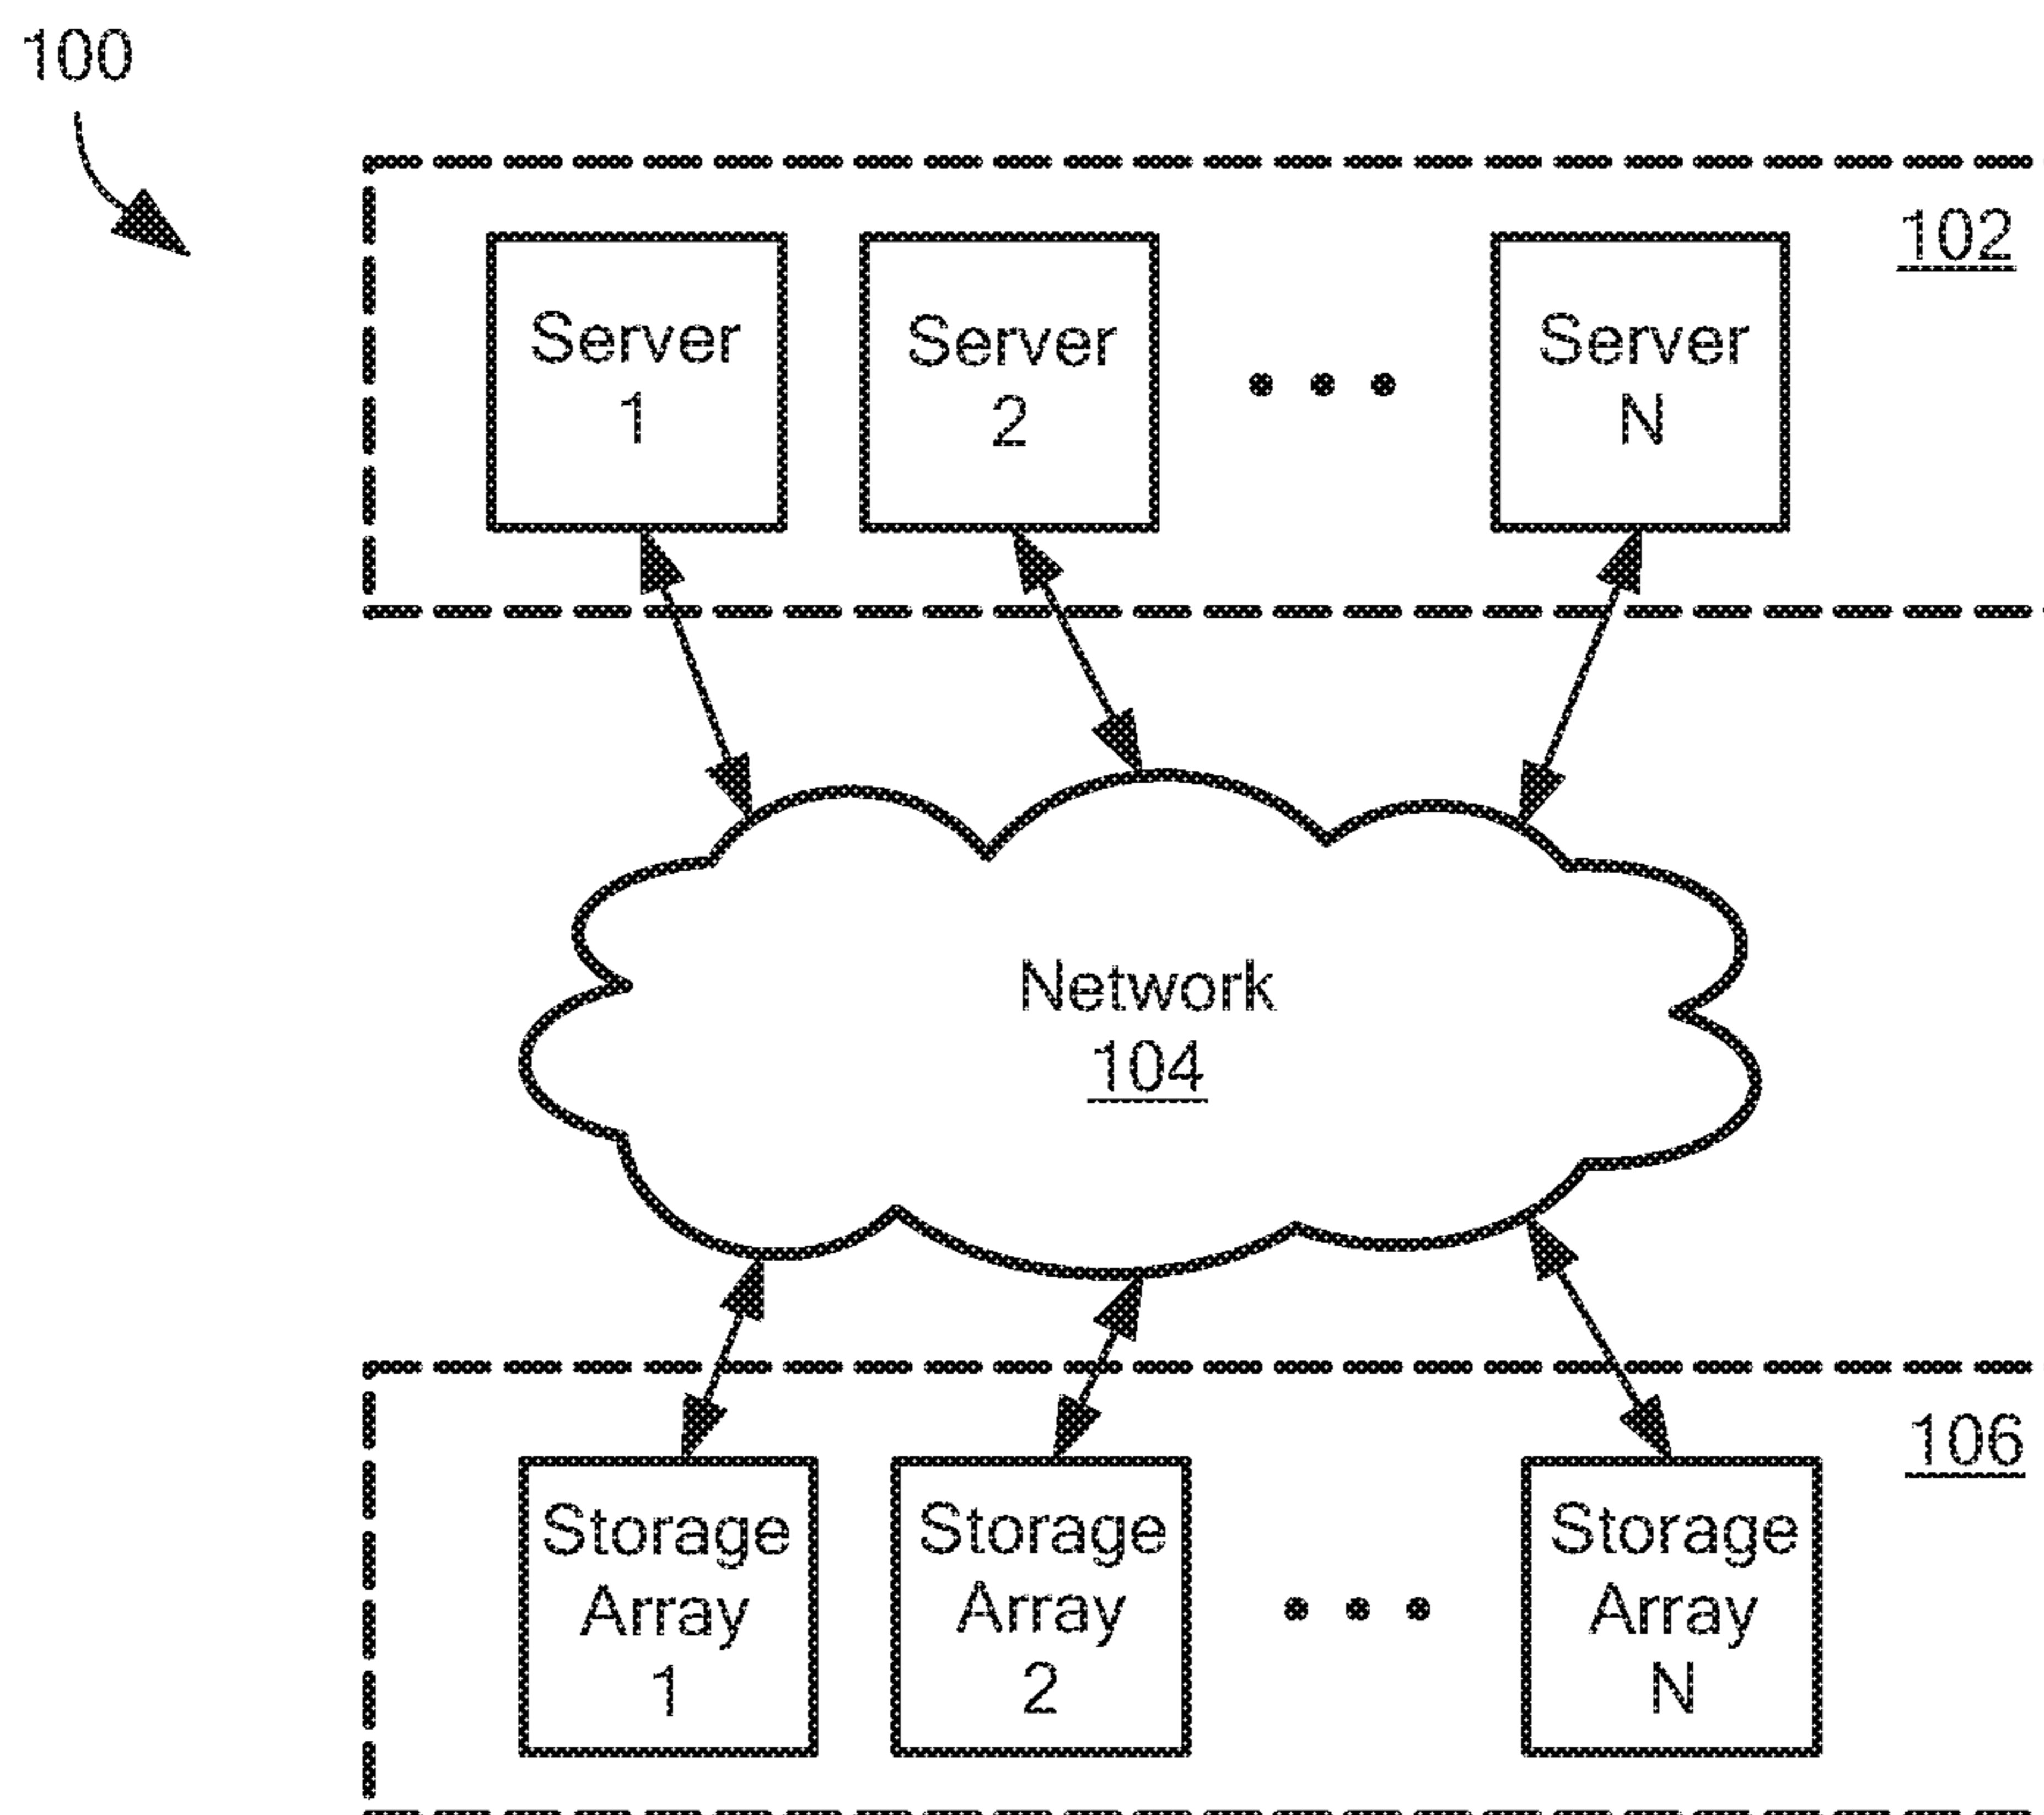 100
102
Server
1
Server
2
Server
N
Network
104
106
Storage
Array
1
Storage
Array
2
Storage
Array
N